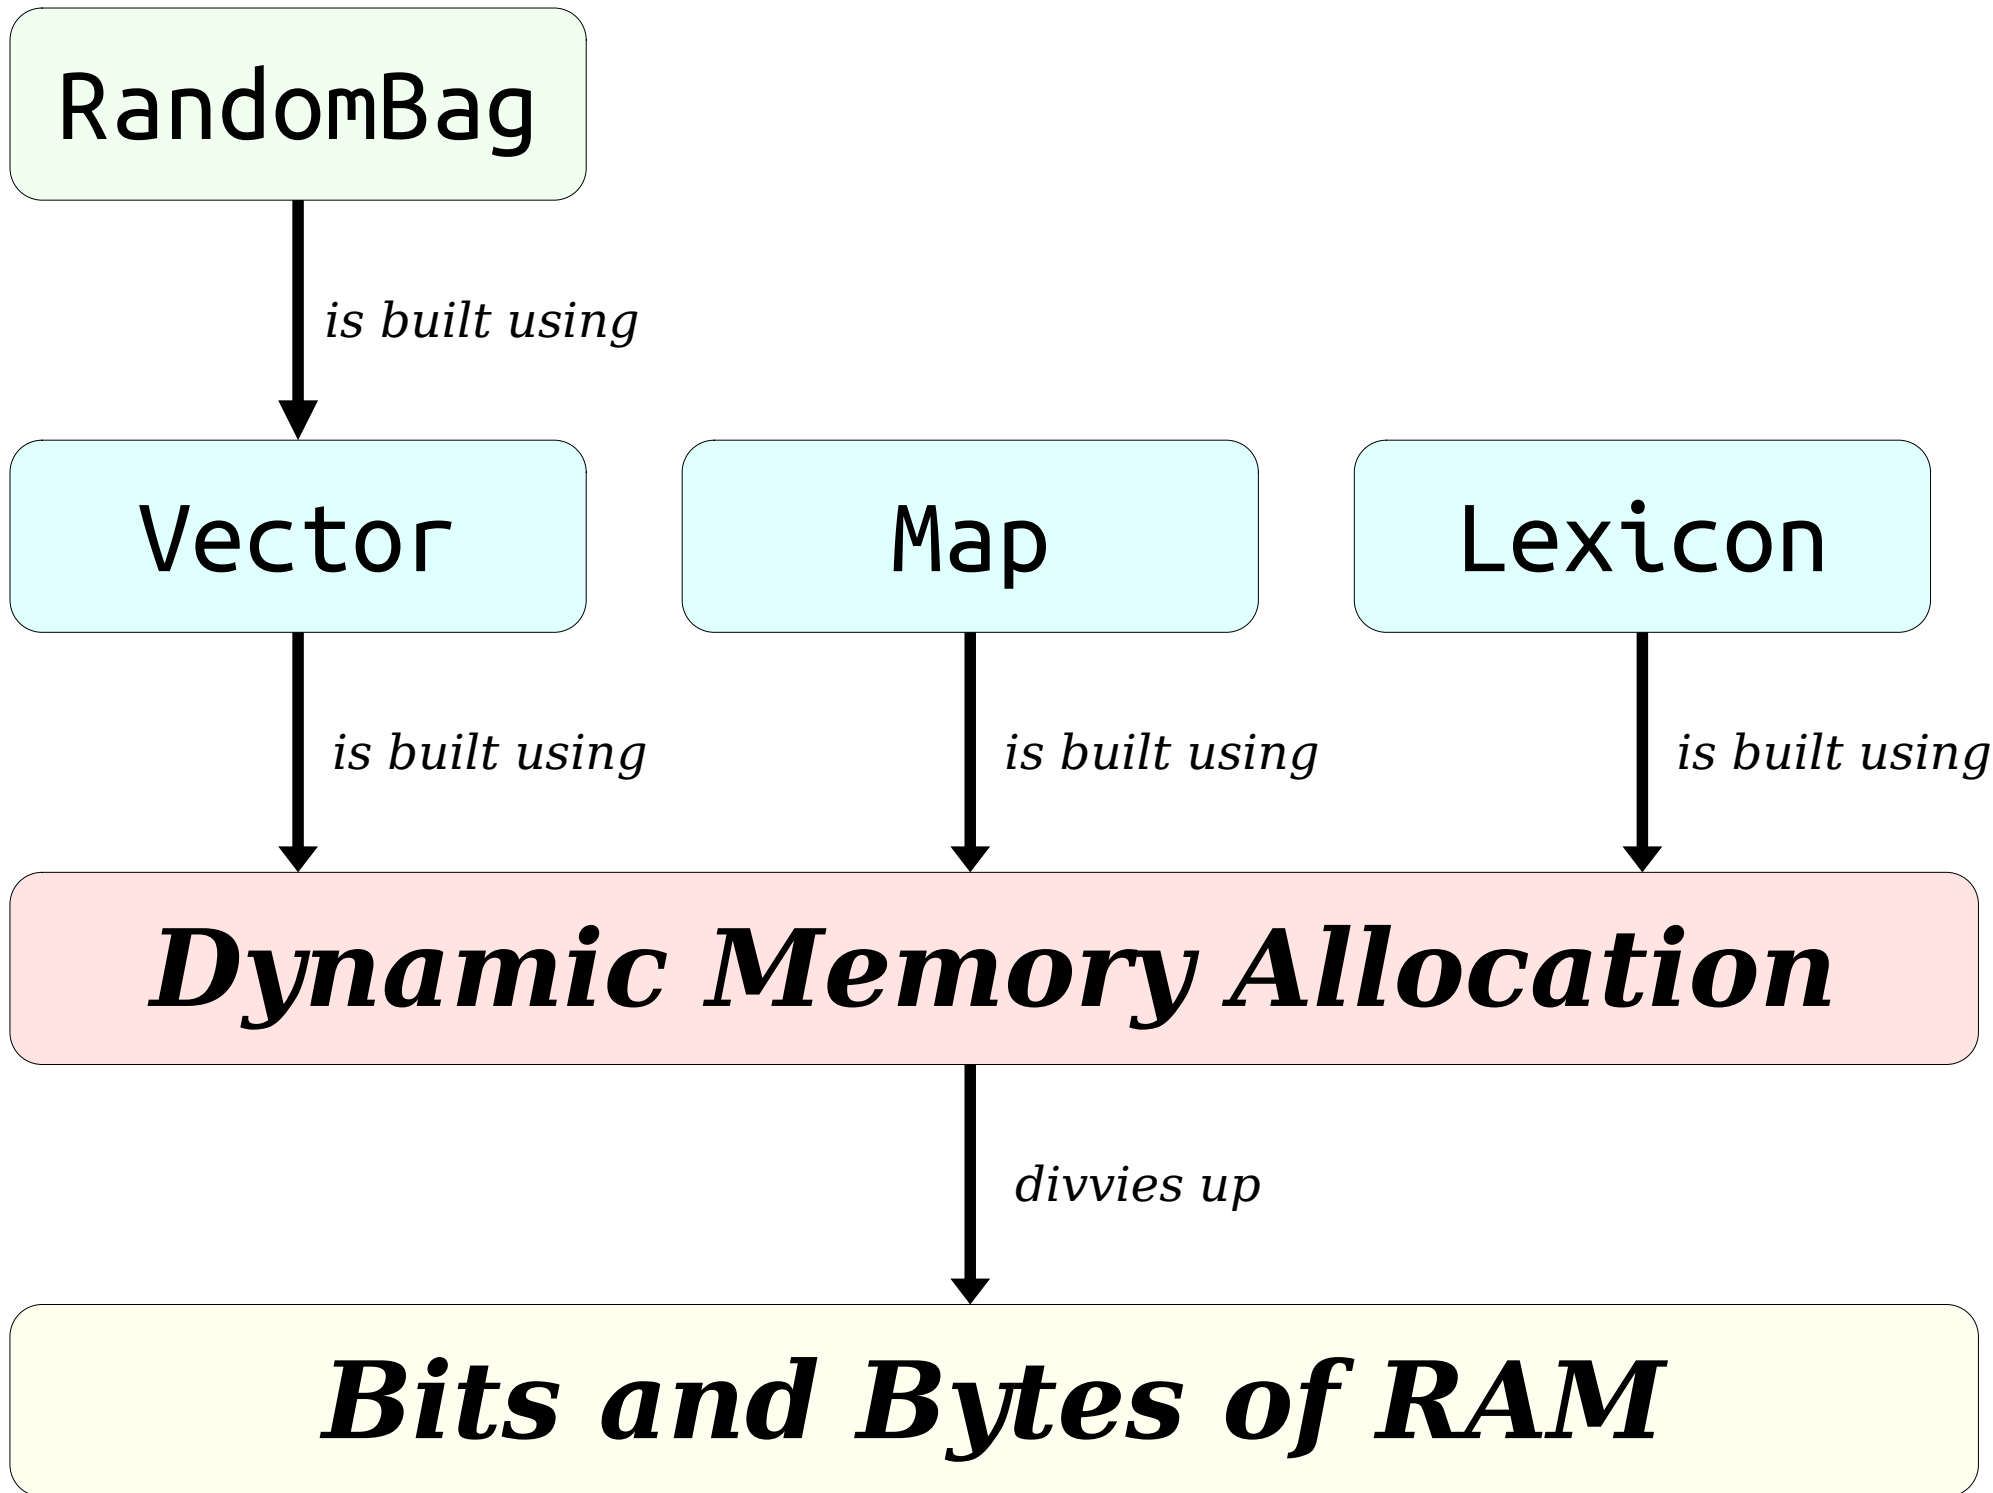 RandomBag
is built using
Vector
Map
Lexicon
is built using
is built using
is built using
Dynamic Memory Allocation
divvies up
Bits and Bytes of RAM